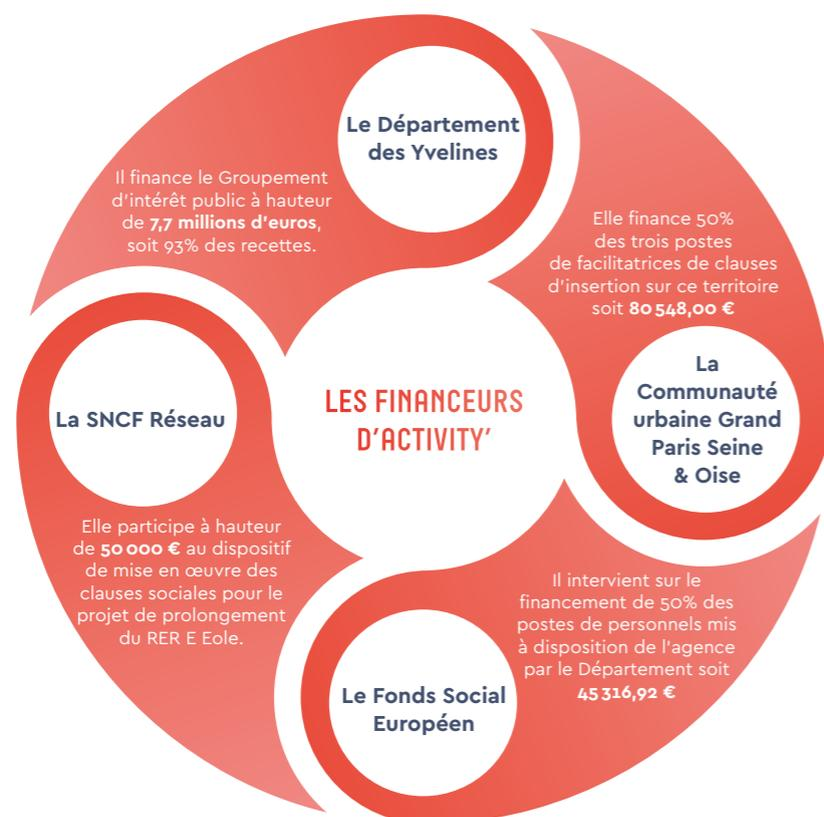 Le Département
des Yvelines
Il finance le Groupement
d'intérêt public à hauteur
de 7,7 millions d'euros,
soit 93% des recettes.
Elle finance 50%
des trois postes
de facilitatrices de clauses
d'insertion sur ce territoire
soit 80 548,00 €
La
Communauté
urbaine Grand
Paris Seine
& Oise
LES FINANCEURS
D'ACTIVITY'
La SNCF Réseau
Elle participe à hauteur
de 50 000 € au dispositif
de mise en œuvre des
clauses sociales pour le
projet de prolongement
du RER E Eole.
Il intervient sur le
financement de 50% des
postes de personnels mis
à disposition de l'agence
par le Département soit
45 316,92 €
Le Fonds Social
Européen